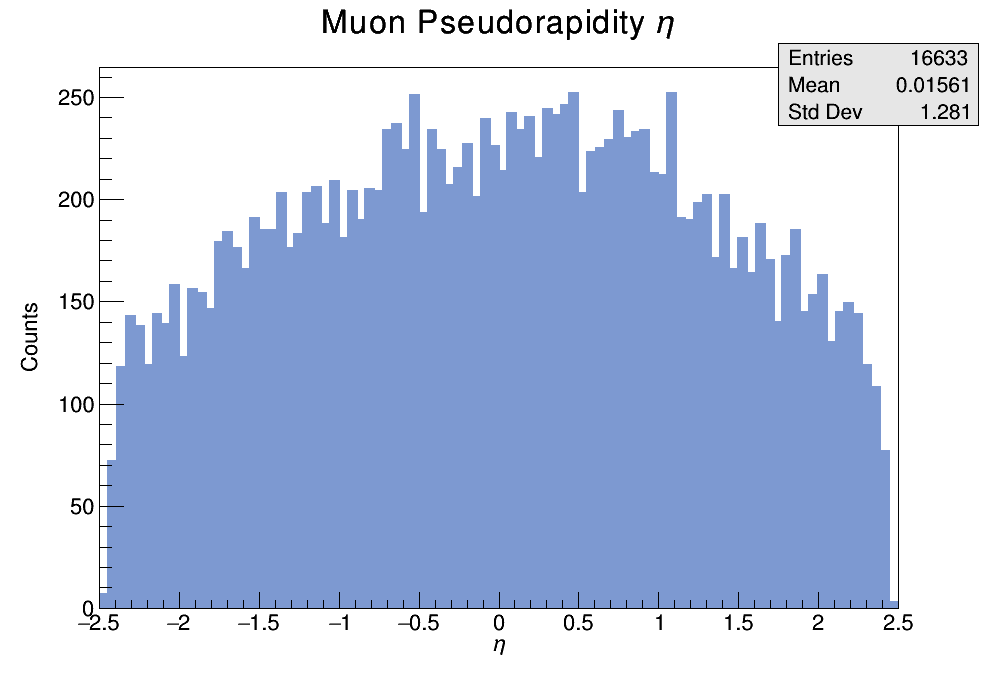 Muon Pseudorapidity η
Entries 16633
Mean 0.01561
Std Dev 1.281
250
200
150
100
50
0
Counts
−2.5 −2 −1.5 −1 −0.5 0 0.5 1 1.5 2 2.5
η